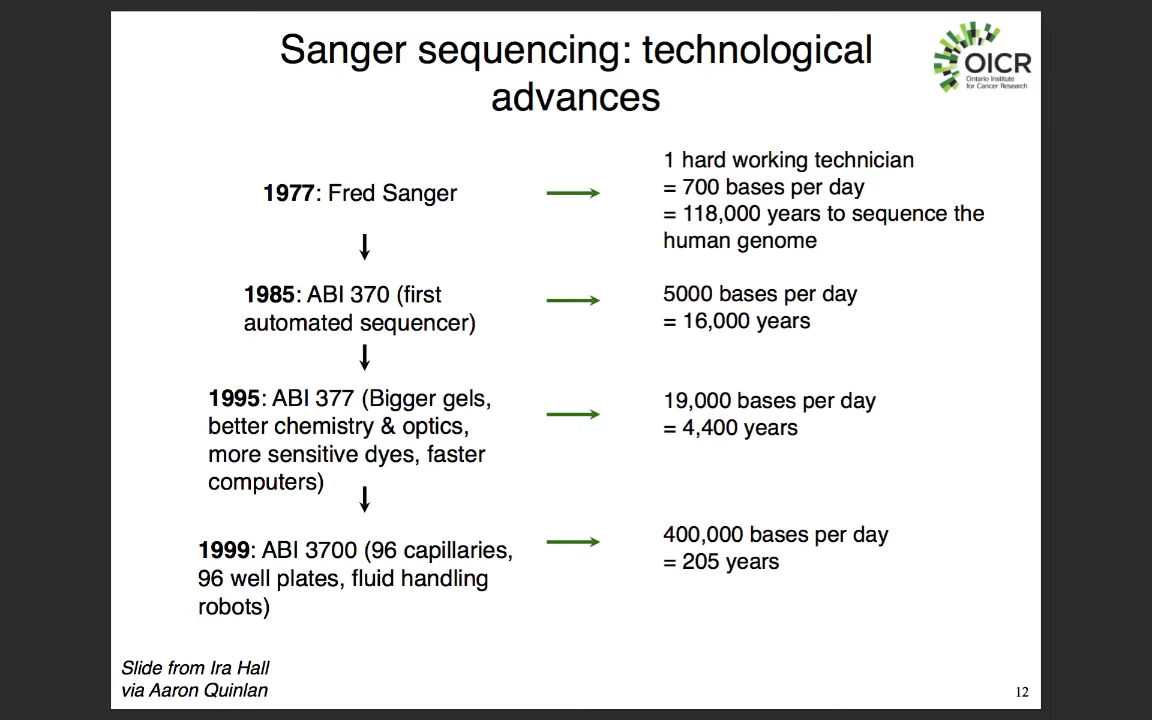 Sanger sequencing: technological
advances
OICR
Ontario Institute
for Cancer Research
1977: Fred Sanger
1 hard working technician
= 700 bases per day
= 118,000 years to sequence the
human genome
1985: ABI 370 (first
automated sequencer)
5000 bases per day
= 16,000 years
1995: ABI 377 (Bigger gels,
better chemistry & optics,
more sensitive dyes, faster
computers)
19,000 bases per day
= 4,400 years
1999: ABI 3700 (96 capillaries,
96 well plates, fluid handling
robots)
400,000 bases per day
= 205 years
Slide from Ira Hall
via Aaron Quinlan
12